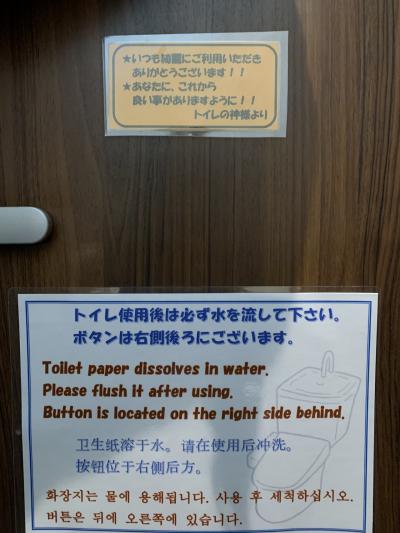 ★いつも綺麗にご利用いただき
ありがとうございます！！
★あなたに、これから
良い事がありますように！！
トイレの神様より
トイレ使用後は必ず水を流して下さい。
ボタンは右側後ろにございます。
Toilet paper dissolves in water.
Please flush it after using.
Button is located on the right side behind.
卫生纸溶于水。请在使用后冲洗。
按钮位于右侧后方。
화장지는 물에 용해됩니다. 사용 후 세척하십시오.
버튼은 뒤에 오른쪽에 있습니다.